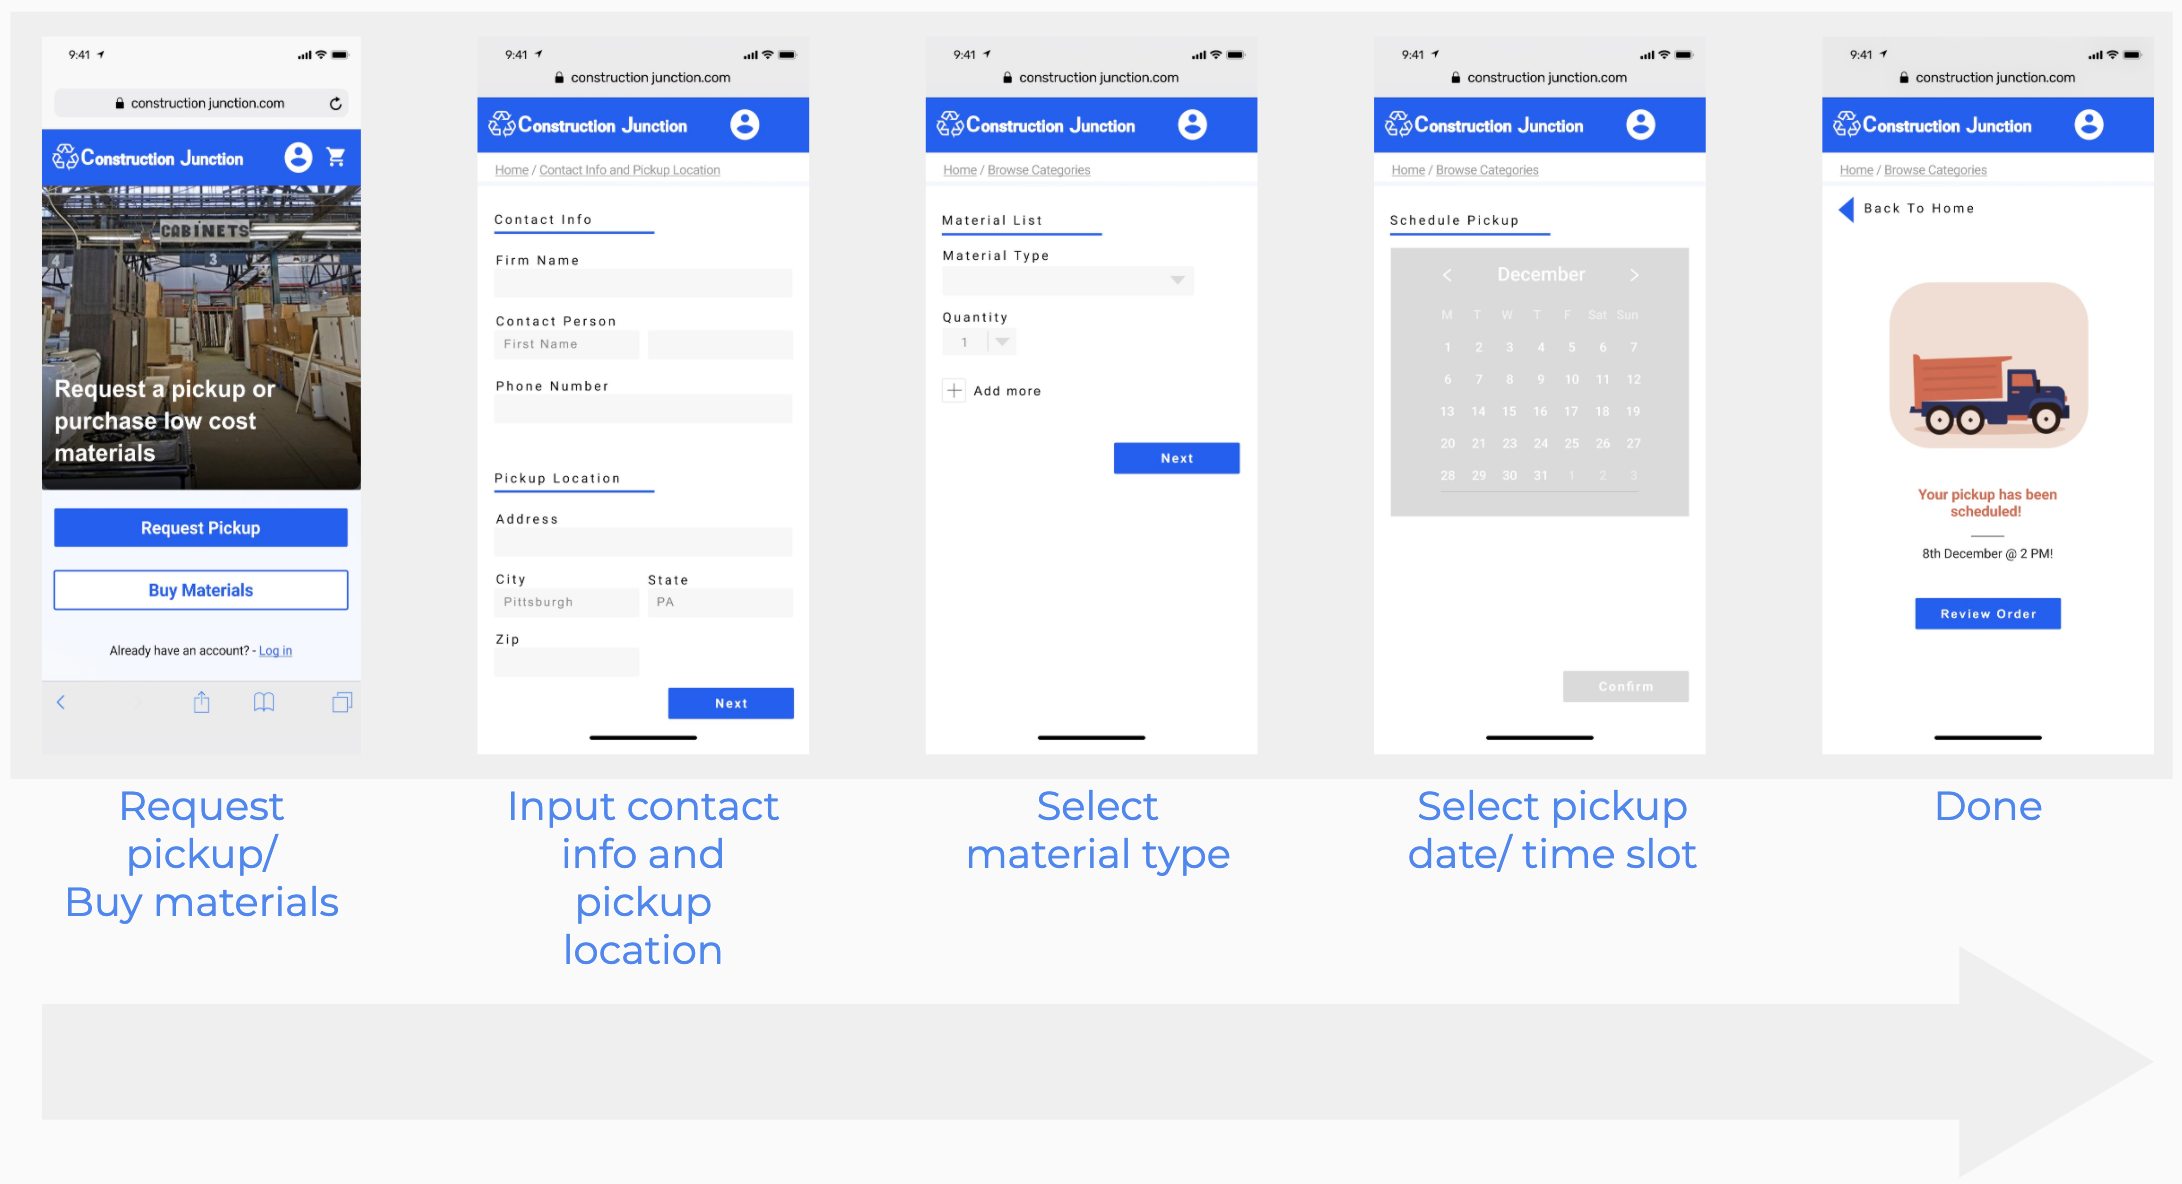 9:41
construction junction.com
Construction Junction
CABINETS
4
3
Request a pickup or
purchase low cost
materials
Request Pickup
Buy Materials
Already have an account? - Log in
9:41
construction junction.com
Construction Junction
Home / Contact Info and Pickup Location
Contact Info
Firm Name
Contact Person
First Name
Phone Number
Pickup Location
Address
City State
Pittsburgh PA
Zip
Next
9:41
construction junction.com
Construction Junction
Home / Browse Categories
Material List
Material Type
Quantity
1
Add more
Next
9:41
construction junction.com
Construction Junction
Home / Browse Categories
Schedule Pickup
< December >
M T W T F Sat Sun
1 2 3 4 5 6 7
6 7 8 9 10 11 12
13 14 15 16 17 18 19
20 21 23 24 25 26 27
28 29 30 31 1 2 3
Confirm
9:41
construction junction.com
Construction Junction
Home / Browse Categories
Back To Home
Your pickup has been
scheduled!
8th December @ 2 PM!
Review Order
Request
pickup/
Buy materials
Input contact
info and
pickup
location
Select
material type
Select pickup
date/ time slot
Done